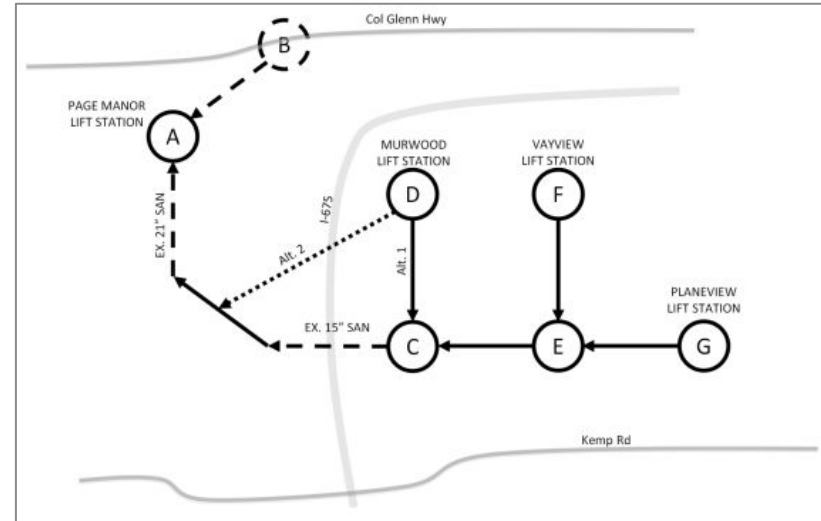 Col Glenn Hwy
B
PAGE MANOR
LIFT STATION
A
MURWOOD
LIFT STATION
VAYVIEW
LIFT STATION
D
F
I-675
EX. 21" SAN
Alt. 2
Alt. 1
PLANEVIEW
LIFT STATION
EX. 15" SAN
C
E
G
Kemp Rd